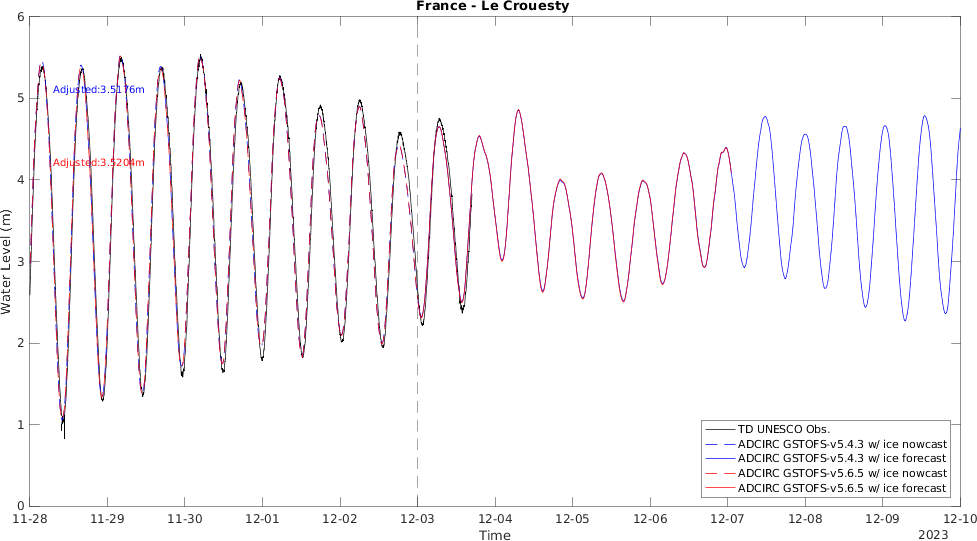 France - Le Crouesty
6
5
4
3
2
1
0
Water Level (m)
Adjusted:3.5176m
Adjusted:3.5204m
TD UNESCO Obs.
ADCIRC GSTOFS-v5.4.3 w/ ice nowcast
ADCIRC GSTOFS-v5.4.3 w/ ice forecast
ADCIRC GSTOFS-v5.6.5 w/ ice nowcast
ADCIRC GSTOFS-v5.6.5 w/ ice forecast
11-28 11-29 11-30 12-01 12-02 12-03 12-04 12-05 12-06 12-07 12-08 12-09 12-10
Time
2023